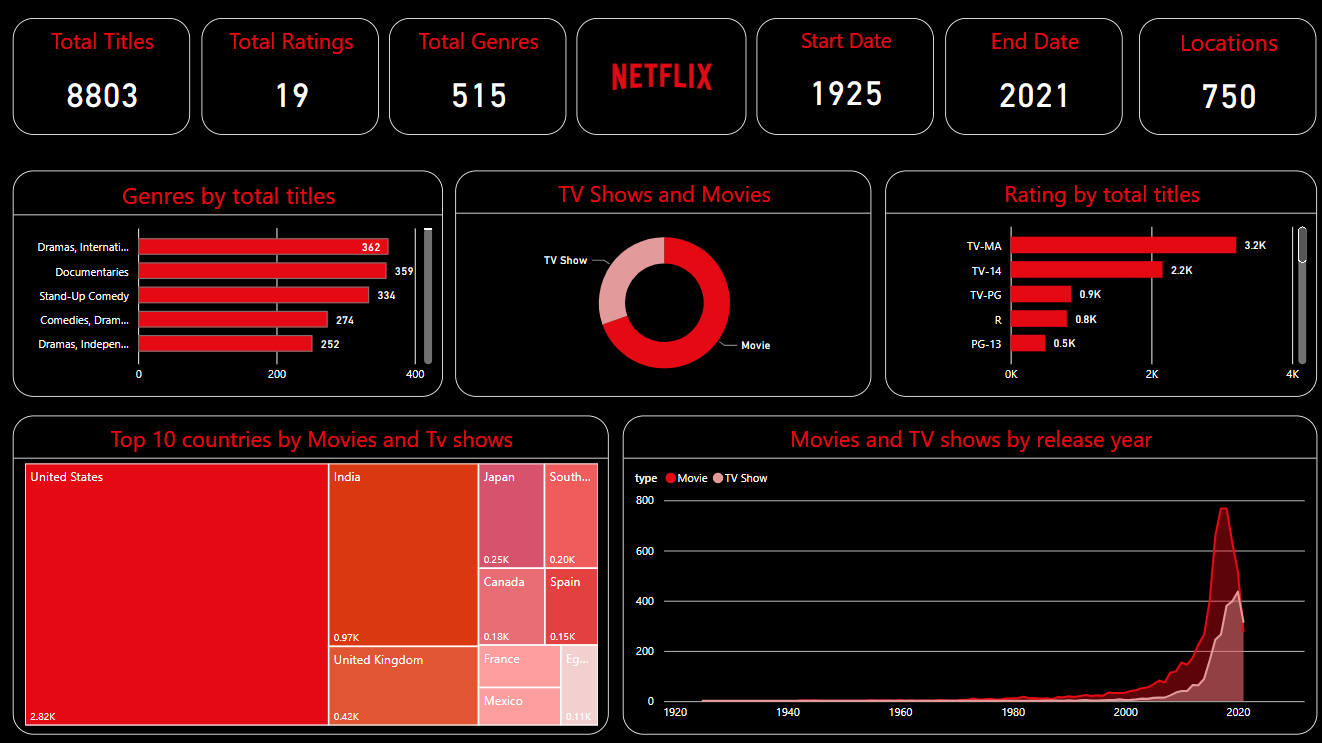 Total Titles
8803
Total Ratings
19
Total Genres
515
NETFLIX
Start Date
1925
End Date
2021
Locations
750
Genres by total titles
Dramas, Internati... 362
Documentaries 359
Stand-Up Comedy 334
Comedies, Dram... 274
Dramas, Indepen... 252
0 200 400
TV Shows and Movies
TV Show
Movie
Rating by total titles
TV-MA 3.2K
TV-14 2.2K
TV-PG 0.9K
R 0.8K
PG-13 0.5K
0K 2K 4K
Top 10 countries by Movies and Tv shows
United States
2.82K
India
0.97K
United Kingdom
0.42K
Japan
0.25K
South...
0.20K
Canada
0.18K
Spain
0.15K
France
Mexico
Eg...
0.11K
Movies and TV shows by release year
type Movie TV Show
800
600
400
200
0
1920 1940 1960 1980 2000 2020